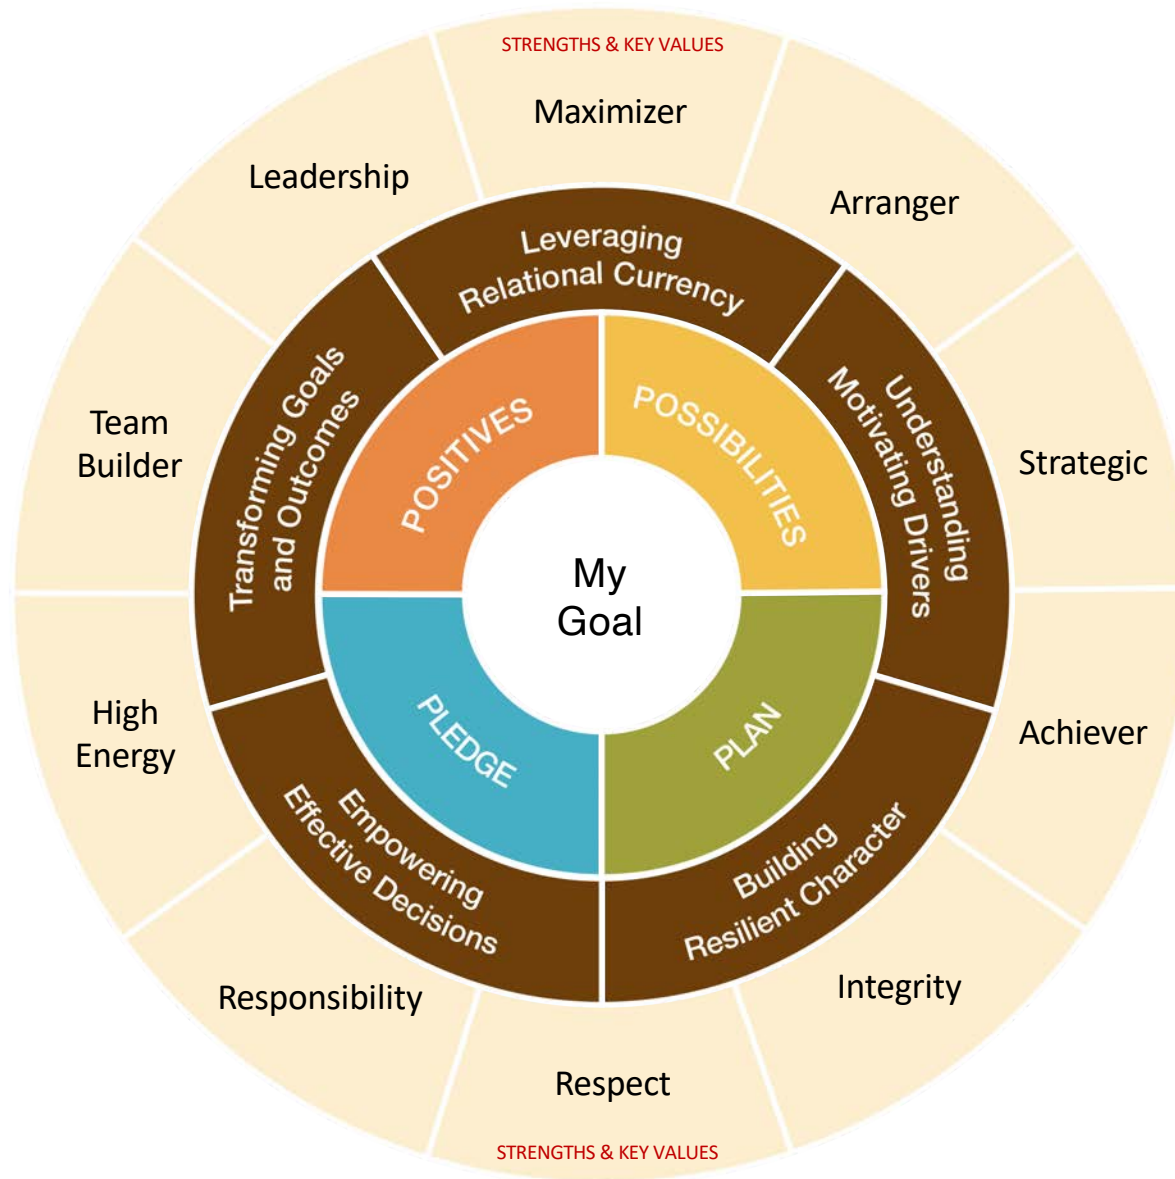 STRENGTHS & KEY VALUES
Maximizer
Arranger
Strategic
Achiever
Integrity
Respect
STRENGTHS & KEY VALUES
Responsibility
High
Energy
Team
Builder
Leadership
Leveraging
Relational Currency
Understanding
Motivating Drivers
Building
Resilient Character
Empowering
Effective Decisions
Transforming Goals
and Outcomes
POSITIVES
POSSIBILITIES
PLAN
PLEDGE
My
Goal